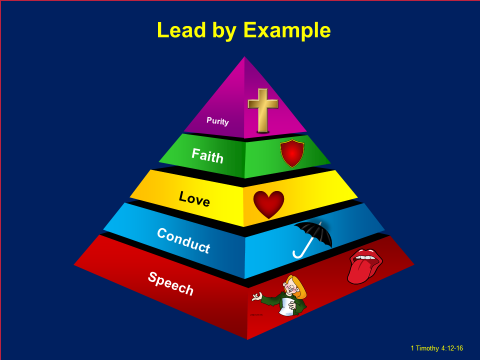 Lead by Example
Purity
Faith
Love
Conduct
Speech
1 Timothy 4:12-16